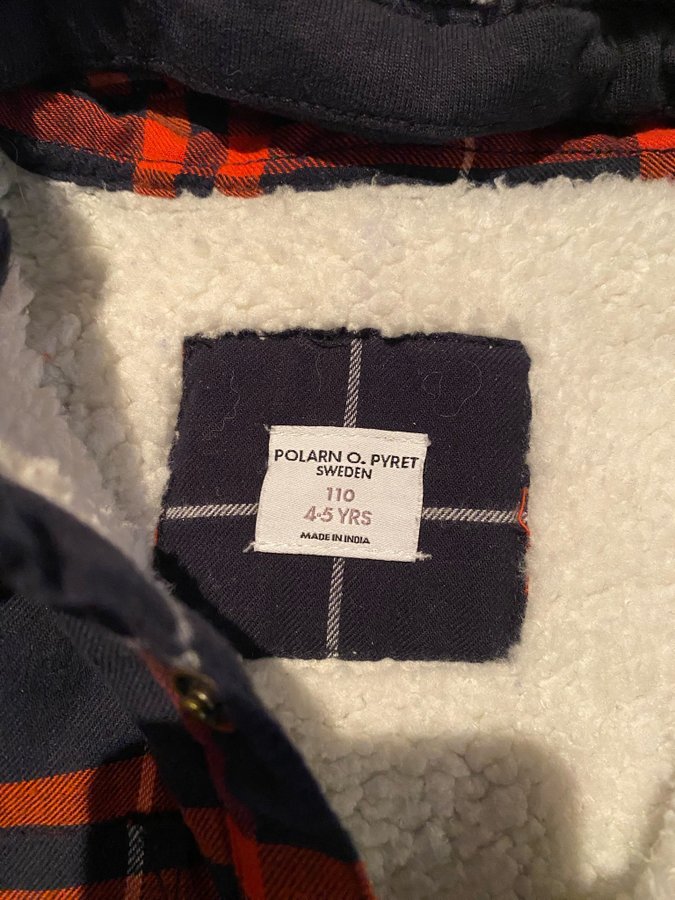 POLARN O. PYRET
SWEDEN
110
4-5 YRS
MADE IN INDIA